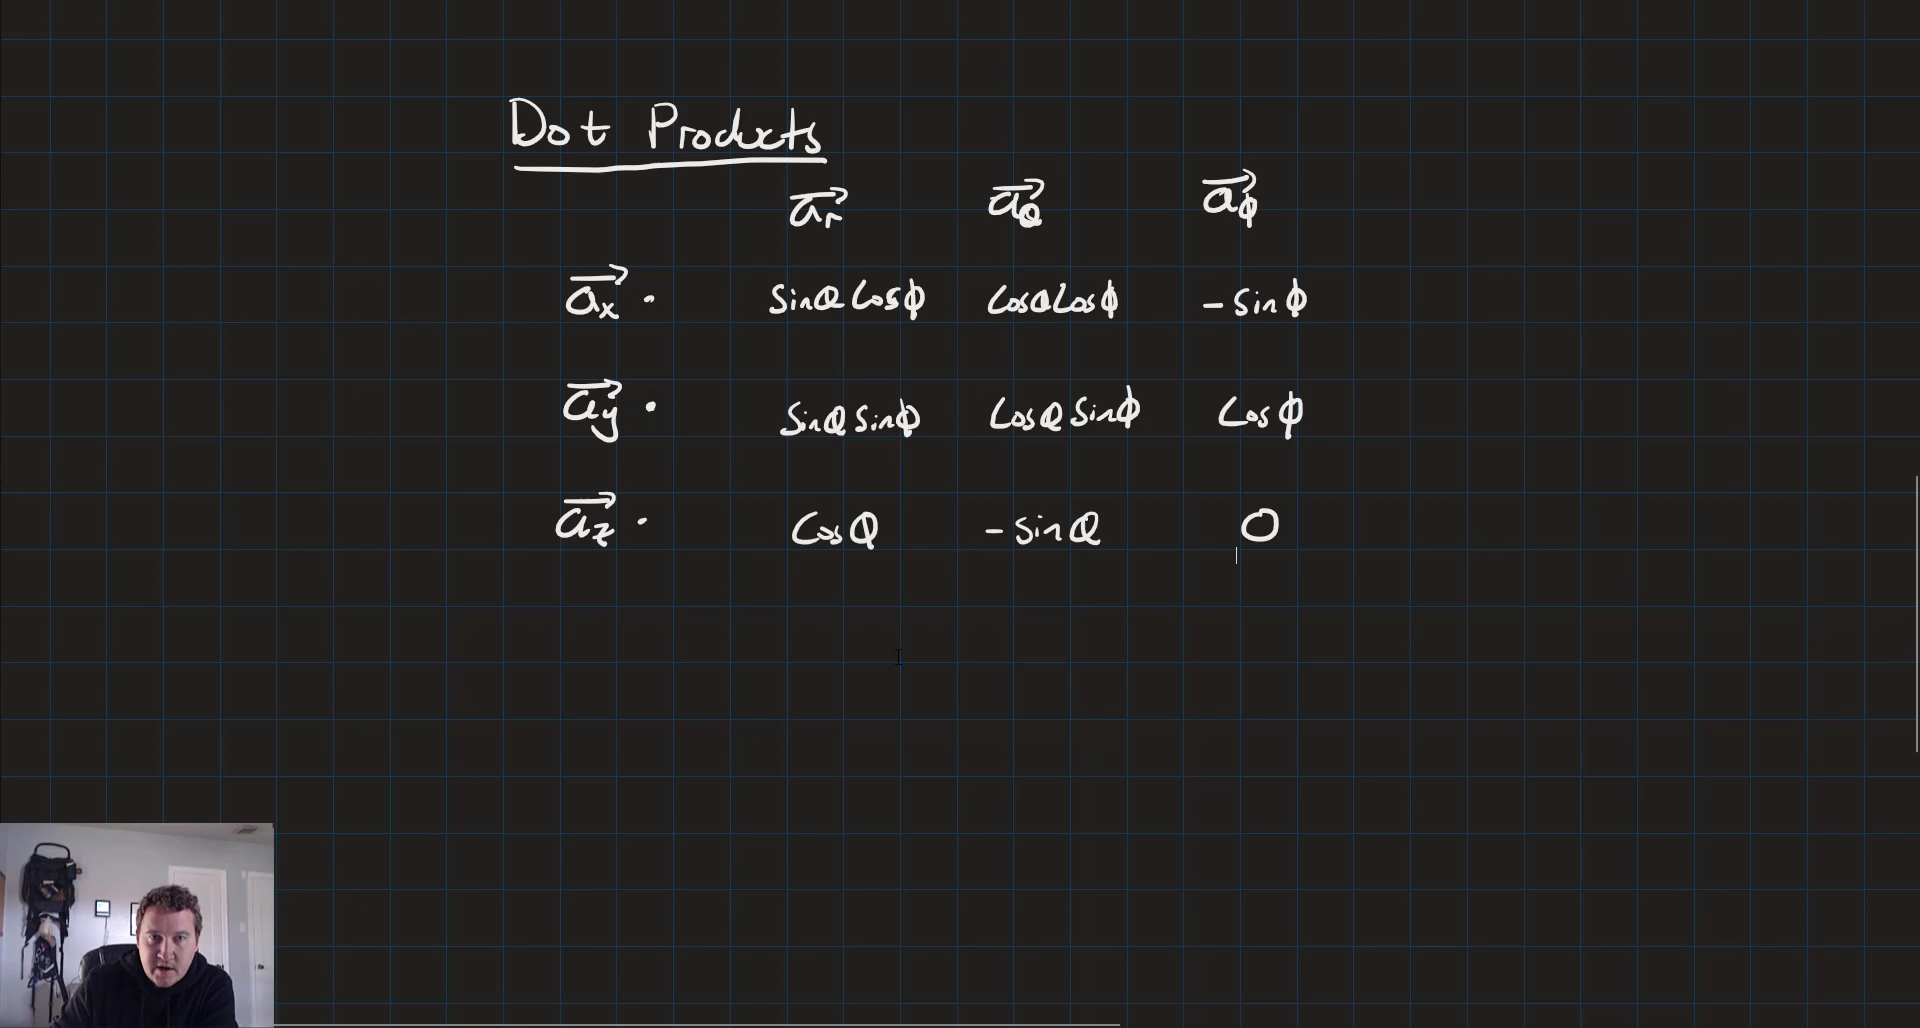 Dot Products
a⃗r a⃗θ a⃗ϕ
a⃗x · sinθ cosϕ cosθ cosϕ -sinϕ
a⃗y · sinθ sinϕ cosθ sinϕ cosϕ
a⃗z · cosθ -sinθ 0